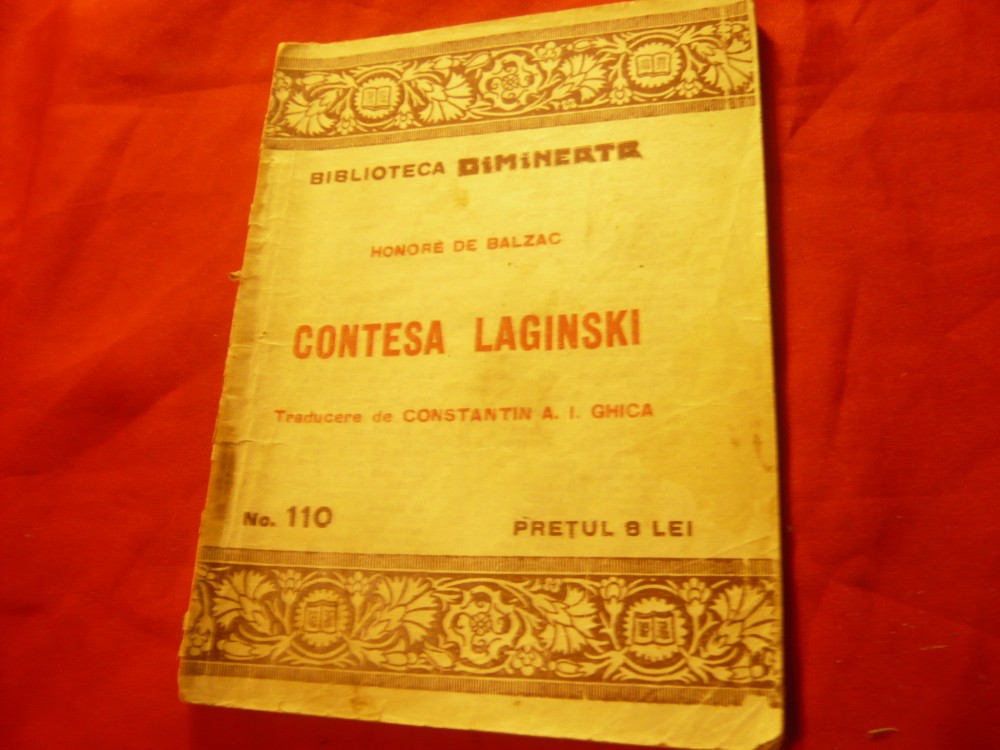 BIBLIOTECA DiMiNEATA
HONORÉ DE BALZAC
CONTESA LAGINSKI
Traducere de CONSTANTIN A. I. GHICA
No. 110
PREȚUL 8 LEI